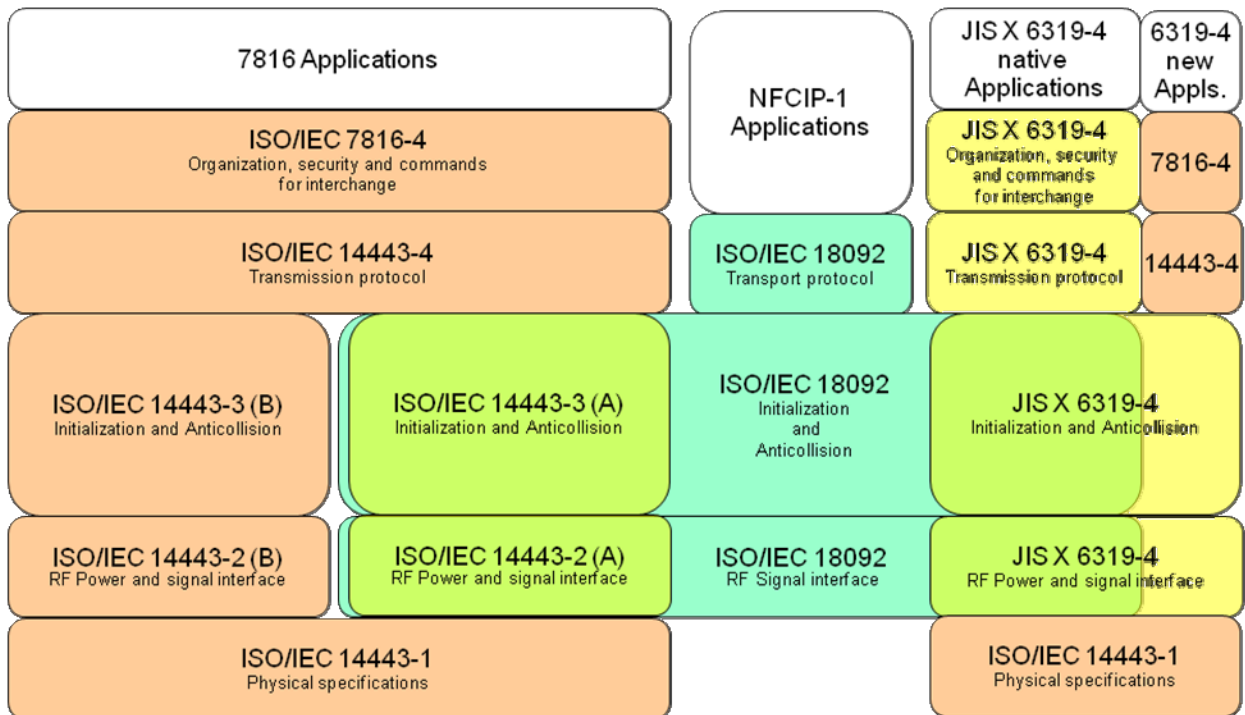 7816 Applications
NFCIP-1
Applications
JIS X 6319-4
native
Applications
6319-4
new
Appls.
ISO/IEC 7816-4
Organization, security and commands
for interchange
JIS X 6319-4
Organization, security
and commands
for interchange
7816-4
ISO/IEC 14443-4
Transmission protocol
ISO/IEC 18092
Transport protocol
JIS X 6319-4
Transmission protocol
14443-4
ISO/IEC 14443-3 (B)
Initialization and Anticollision
ISO/IEC 14443-3 (A)
Initialization and Anticollision
ISO/IEC 18092
Initialization
and
Anticollision
JIS X 6319-4
Initialization and Anticollision
ISO/IEC 14443-2 (B)
RF Power and signal interface
ISO/IEC 14443-2 (A)
RF Power and signal interface
ISO/IEC 18092
RF Signal interface
JIS X 6319-4
RF Power and signal interface
ISO/IEC 14443-1
Physical specifications
ISO/IEC 14443-1
Physical specifications